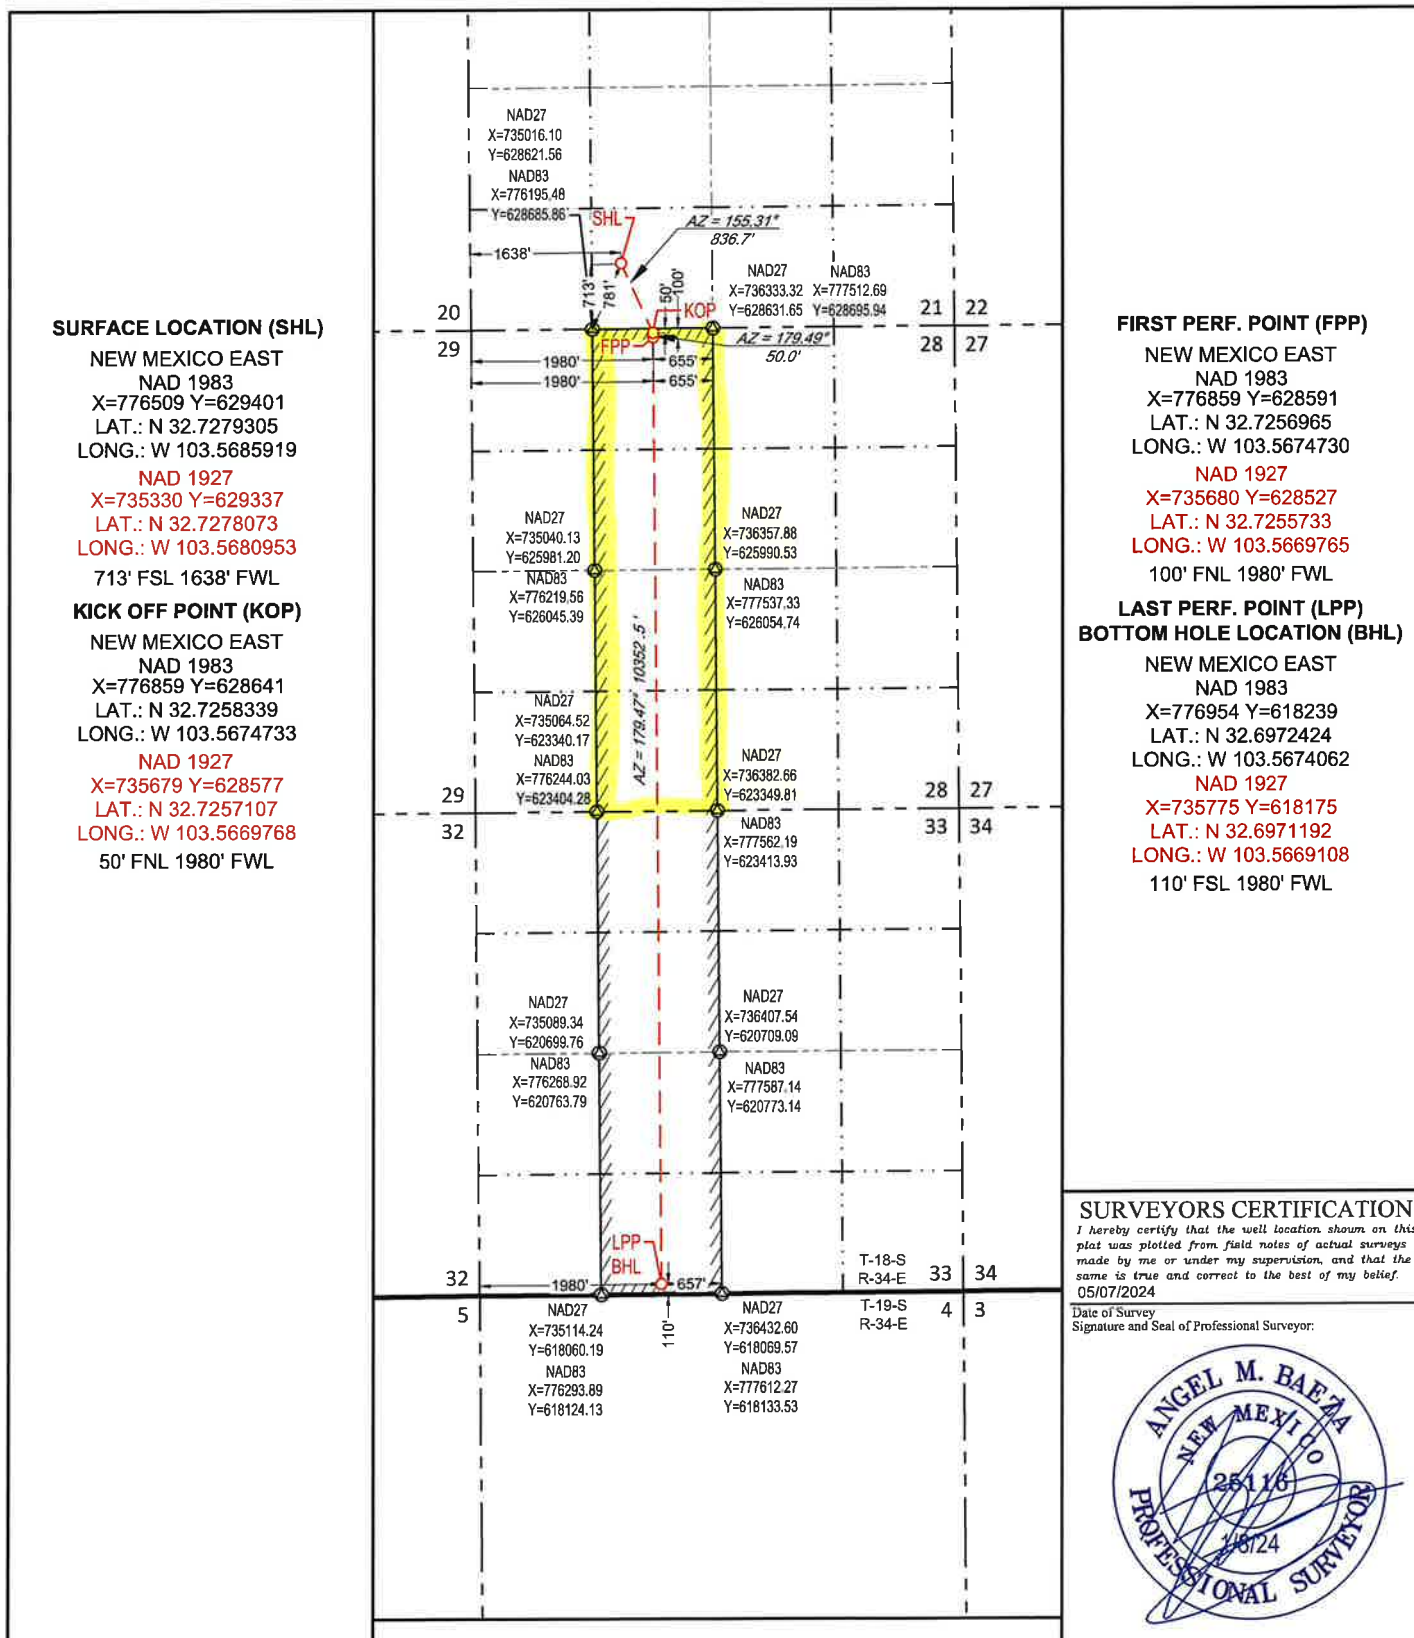 SURFACE LOCATION (SHL)
NEW MEXICO EAST
NAD 1983
X=776509 Y=629401
LAT.: N 32.7279305
LONG.: W 103.5685919
NAD 1927
X=735330 Y=629337
LAT.: N 32.7278073
LONG.: W 103.5680953
713' FSL 1638' FWL
KICK OFF POINT (KOP)
NEW MEXICO EAST
NAD 1983
X=776859 Y=628641
LAT.: N 32.7258339
LONG.: W 103.5674733
NAD 1927
X=735679 Y=628577
LAT.: N 32.7257107
LONG.: W 103.5669768
50' FNL 1980' FWL
NAD27
X=735016.10
Y=628621.56
NAD83
X=776195.48
Y=628685.86
SHL
AZ = 155.31°
836.7'
1638'
713'
781'
50'
100'
KOP
NAD27
X=736333.32
Y=628631.65
NAD83
X=777512.69
Y=628695.94
20
21
22
29
28
27
FPP
AZ = 179.49°
50.0'
1980'
655'
1980'
655'
NAD27
X=735040.13
Y=625981.20
NAD83
X=776219.56
Y=626045.39
NAD27
X=736357.88
Y=625990.53
NAD83
X=777537.33
Y=626054.74
AZ = 179.47° 10352.5'
NAD27
X=735064.52
Y=623340.17
NAD83
X=776244.03
Y=623404.28
NAD27
X=736382.66
Y=623349.81
NAD83
X=777562.19
Y=623413.93
29
28
27
32
33
34
NAD27
X=735089.34
Y=620699.76
NAD83
X=776268.92
Y=620763.79
NAD27
X=736407.54
Y=620709.09
NAD83
X=777587.14
Y=620773.14
LPP
BHL
1980'
657'
110'
T-18-S
R-34-E
32
33
34
T-19-S
R-34-E
5
4
3
NAD27
X=735114.24
Y=618060.19
NAD83
X=776293.89
Y=618124.13
NAD27
X=736432.60
Y=618069.57
NAD83
X=777612.27
Y=618133.53
FIRST PERF. POINT (FPP)
NEW MEXICO EAST
NAD 1983
X=776859 Y=628591
LAT.: N 32.7256965
LONG.: W 103.5674730
NAD 1927
X=735680 Y=628527
LAT.: N 32.7255733
LONG.: W 103.5669765
100' FNL 1980' FWL
LAST PERF. POINT (LPP)
BOTTOM HOLE LOCATION (BHL)
NEW MEXICO EAST
NAD 1983
X=776954 Y=618239
LAT.: N 32.6972424
LONG.: W 103.5674062
NAD 1927
X=735775 Y=618175
LAT.: N 32.6971192
LONG.: W 103.5669108
110' FSL 1980' FWL
SURVEYORS CERTIFICATION
I hereby certify that the well location shown on this
plat was plotted from field notes of actual surveys
made by me or under my supervision, and that the
same is true and correct to the best of my belief.
05/07/2024
Date of Survey
Signature and Seal of Professional Surveyor:
ANGEL M. BAEZA
NEW MEXICO
25116
PROFESSIONAL SURVEYOR